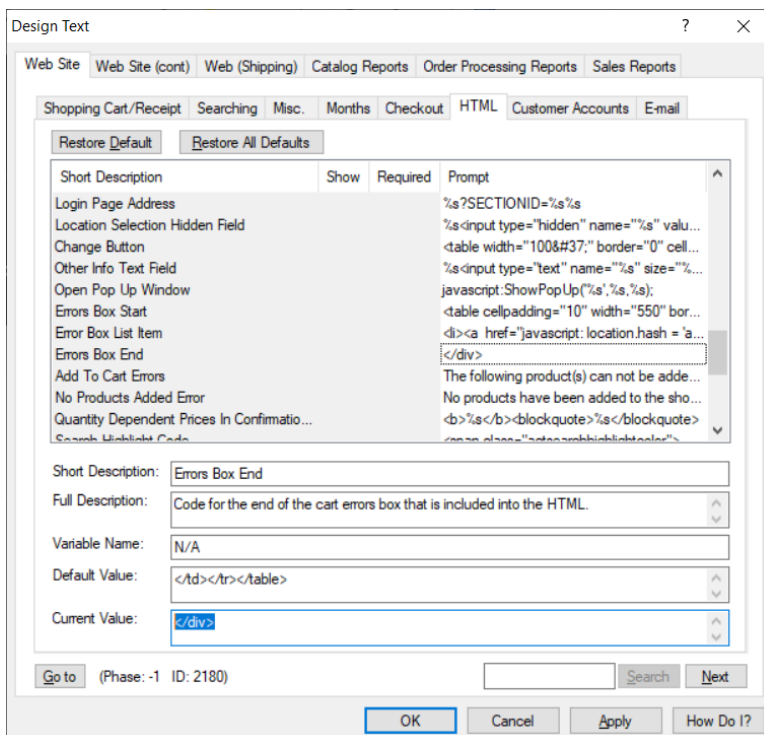 Design Text
?
Web Site Web Site (cont) Web (Shipping) Catalog Reports Order Processing Reports Sales Reports
Shopping Cart/Receipt Searching Misc. Months Checkout HTML Customer Accounts E-mail
Restore Default Restore All Defaults
Short Description Show Required Prompt
Login Page Address %s?SECTIONID=%s%s
Location Selection Hidden Field %s<input type="hidden" name="%s" valu...
Change Button <table width="100&#37;" border="0" cell...
Other Info Text Field %s<input type="text" name="%s" size="%...
Open Pop Up Window javascript:ShowPopUp('%s',%s,%s);
Errors Box Start <table cellpadding="10" width="550" bor...
Error Box List Item <li><a href="javascript: location.hash = 'a...
Errors Box End </div>
Add To Cart Errors The following product(s) can not be adde...
No Products Added Error No products have been added to the sho...
Quantity Dependent Prices In Confirmatio... <b>%s</b><blockquote>%s</blockquote>
Search Highlight Code <span class="actsearchhighlightcolor">
Short Description: Errors Box End
Full Description: Code for the end of the cart errors box that is included into the HTML.
Variable Name: N/A
Default Value: </td></tr></table>
Current Value: </div>
Go to (Phase: -1 ID: 2180) Search Next
OK Cancel Apply How Do I?